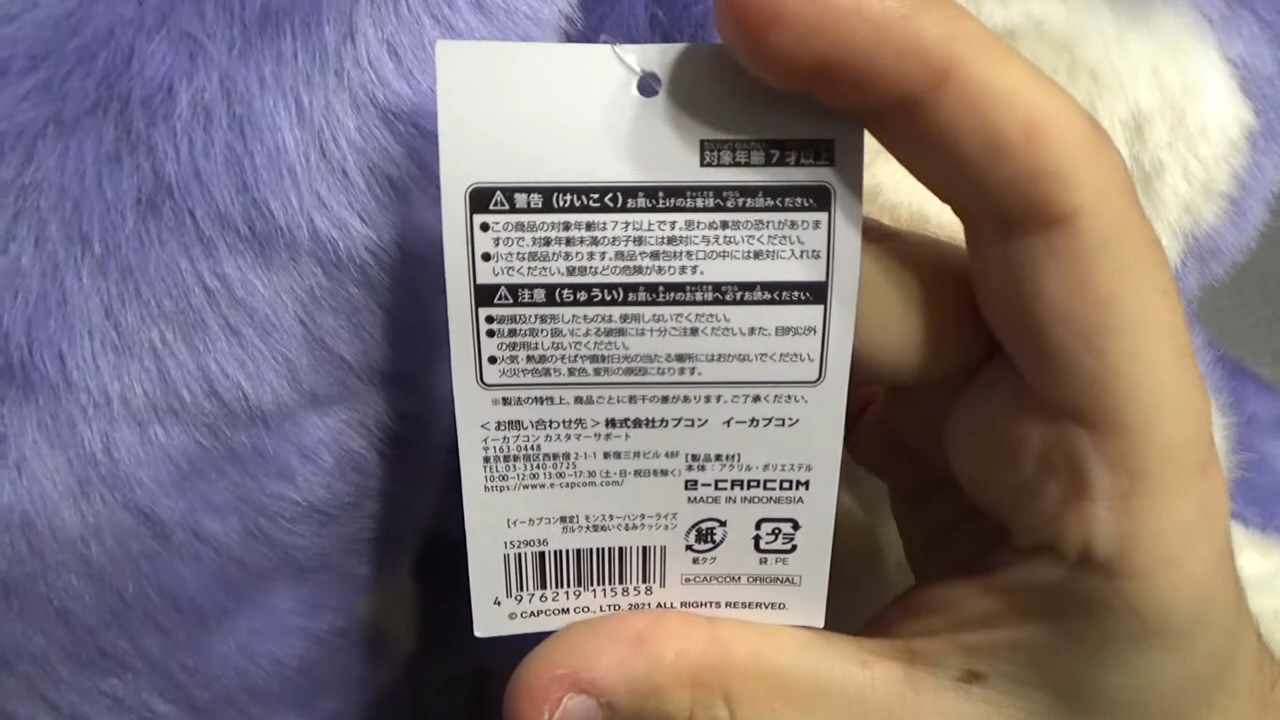 対象年齢7才以上
警告（けいこく）お買い上げのお客様へ必ずお読みください。
●この商品の対象年齢は7才以上です。思わぬ事故の恐れがありま
すので、対象年齢未満のお子様には絶対に与えないでください。
●小さな部品があります。商品や梱包材を口の中には絶対に入れな
いでください。窒息などの危険があります。
注意（ちゅうい）お買い上げのお客様へ必ずお読みください。
●破損及び変形したものは、使用しないでください。
●乱暴な取り扱いによる破損には十分ご注意ください。また、目的以外
の使用はしないでください。
●火気・熱源のそばや直射日光の当たる場所にはおかないでください。
火災や色落ち、変色、変形の原因になります。
※製法の特性上、商品ごとに若干の差があります。ご了承ください。
＜お問い合わせ先＞株式会社カプコン イーカプコン
イーカプコン カスタマーサポート
〒163-0448
東京都新宿区西新宿 2-1-1 新宿三井ビル 48F
TEL:03-3340-0725
10:00~12:00 13:00~17:30（土・日・祝日を除く）
https://www.e-capcom.com/
【製品素材】
本体：アクリル・ポリエステル
e-CAPCOM
MADE IN INDONESIA
【イーカプコン限定】モンスターハンターライズ
ガルク大型ぬいぐるみクッション
1529036
4 976219 115858
紙
紙タグ
プラ
袋：PE
e-CAPCOM ORIGINAL
© CAPCOM CO., LTD. 2021 ALL RIGHTS RESERVED.